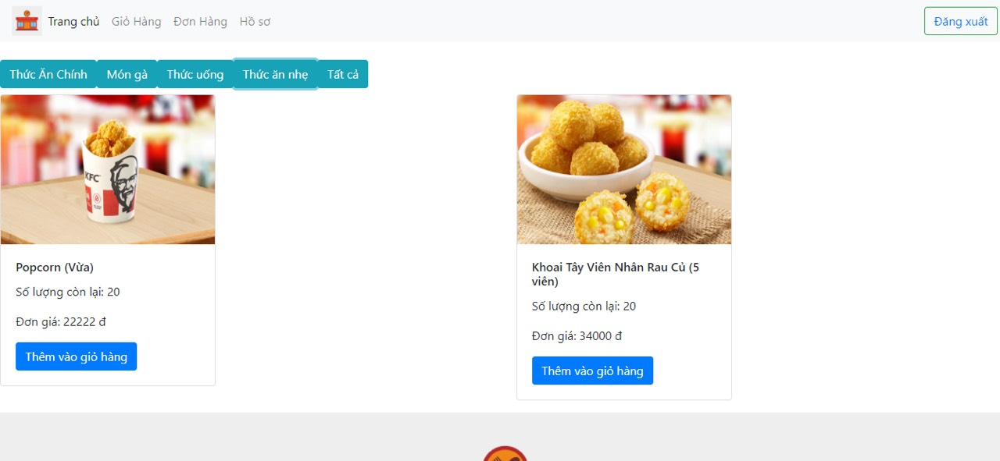 Trang chủ Giỏ Hàng Đơn Hàng Hồ sơ Đăng xuất
Thức Ăn Chính Món gà Thức uống Thức ăn nhẹ Tất cả
KFC
Popcorn (Vừa)
Số lượng còn lại: 20
Đơn giá: 22222 đ
Thêm vào giỏ hàng
Khoai Tây Viên Nhân Rau Củ (5
viên)
Số lượng còn lại: 20
Đơn giá: 34000 đ
Thêm vào giỏ hàng